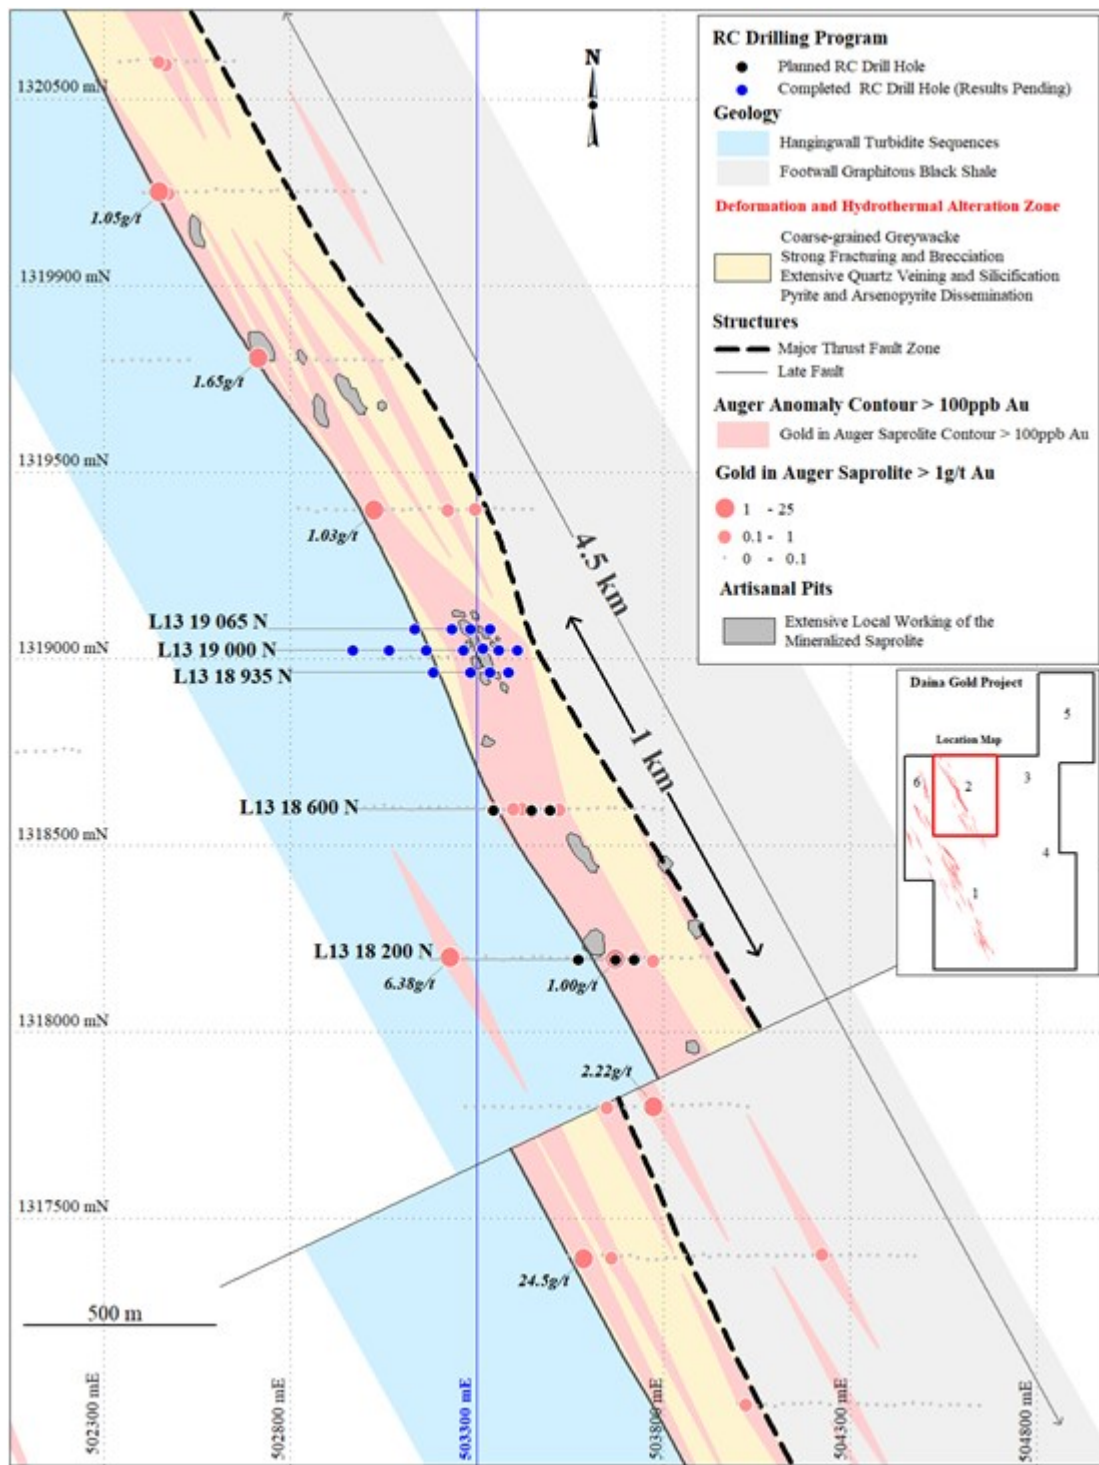 RC Drilling Program
Planned RC Drill Hole
Completed RC Drill Hole (Results Pending)
Geology
Hangingwall Turbidite Sequences
Footwall Graphitous Black Shale
Deformation and Hydrothermal Alteration Zone
Coarse-grained Greywacke
Strong Fracturing and Brecciation
Extensive Quartz Veining and Silicification
Pyrite and Arsenopyrite Dissemination
Structures
Major Thrust Fault Zone
Late Fault
Auger Anomaly Contour > 100ppb Au
Gold in Auger Saprolite Contour > 100ppb Au
Gold in Auger Saprolite > 1g/t Au
1 - 25
0.1 - 1
0 - 0.1
Artisanal Pits
Extensive Local Working of the
Mineralized Saprolite
Daina Gold Project
Location Map
5
3
6
2
4
1
N
1320500 mN
1.05g/t
1319900 mN
1.65g/t
1319500 mN
1.03g/t
4.5 km
L13 19 065 N
L13 19 000 N
1319000 mN
L13 18 935 N
1 km
L13 18 600 N
1318500 mN
L13 18 200 N
6.38g/t
1.00g/t
1318000 mN
2.22g/t
1317500 mN
24.5g/t
500 m
502300 mE
502800 mE
503300 mE
503800 mE
504300 mE
504800 mE